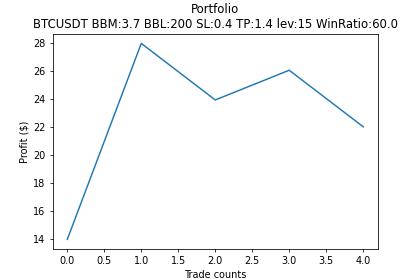 Portfolio
BTCUSDT BBM:3.7 BBL:200 SL:0.4 TP:1.4 lev:15 WinRatio:60.0
28
26
24
22
20
18
16
14
Profit ($)
0.0 0.5 1.0 1.5 2.0 2.5 3.0 3.5 4.0
Trade counts